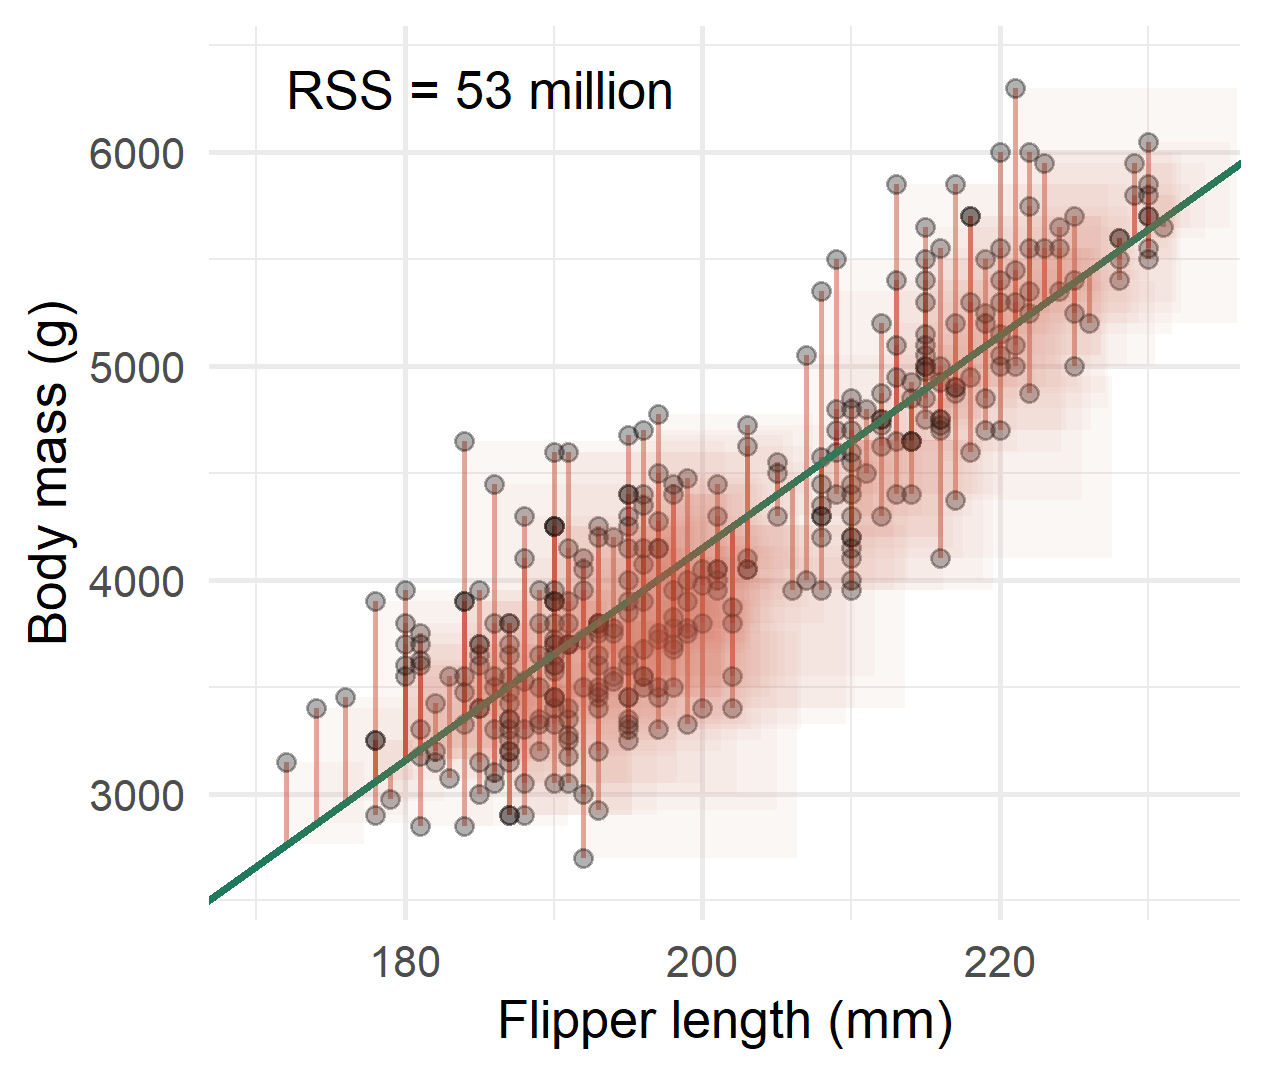 RSS = 53 million
6000
5000
4000
3000
Body mass (g)
180 200 220
Flipper length (mm)